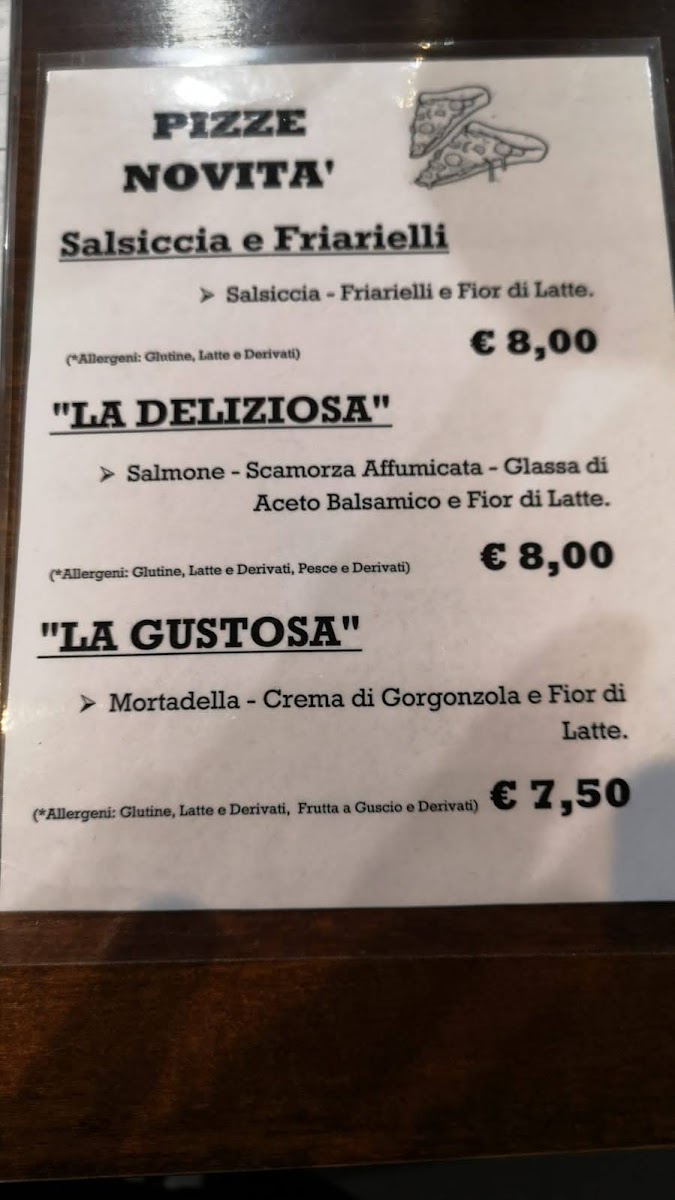 PIZZE
NOVITA'
Salsiccia e Friarielli
➢ Salsiccia - Friarielli e Fior di Latte.
(*Allergeni: Glutine, Latte e Derivati) € 8,00
"LA DELIZIOSA"
➢ Salmone - Scamorza Affumicata - Glassa di
Aceto Balsamico e Fior di Latte.
(*Allergeni: Glutine, Latte e Derivati, Pesce e Derivati) € 8,00
"LA GUSTOSA"
➢ Mortadella - Crema di Gorgonzola e Fior di
Latte.
(*Allergeni: Glutine, Latte e Derivati, Frutta a Guscio e Derivati) € 7,50